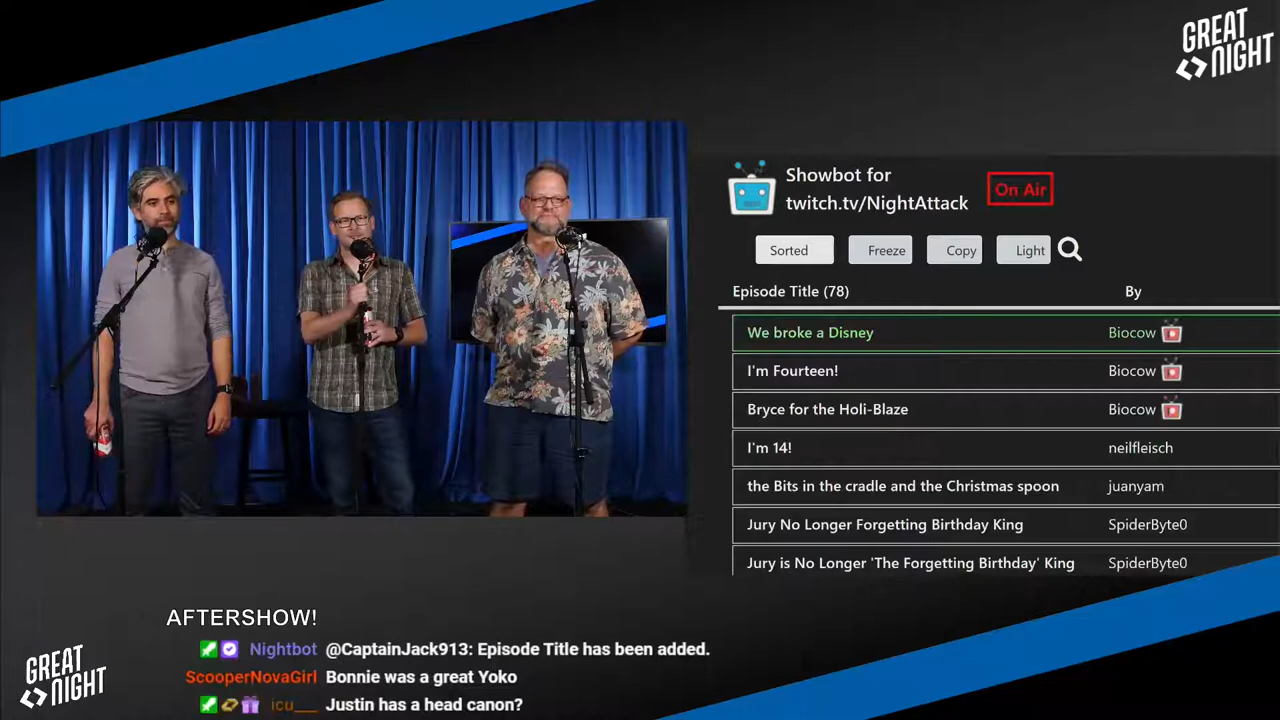 GREAT
NIGHT
Showbot for
twitch.tv/NightAttack
On Air
Sorted
Freeze
Copy
Light
Episode Title (78)
By
We broke a Disney
Biocow
I'm Fourteen!
Biocow
Bryce for the Holi-Blaze
Biocow
I'm 14!
neilfleisch
the Bits in the cradle and the Christmas spoon
juanyam
Jury No Longer Forgetting Birthday King
SpiderByte0
Jury is No Longer 'The Forgetting Birthday' King
SpiderByte0
AFTERSHOW!
Nightbot @CaptainJack913: Episode Title has been added.
ScooperNovaGirl Bonnie was a great Yoko
icu___ Justin has a head canon?
GREAT
NIGHT